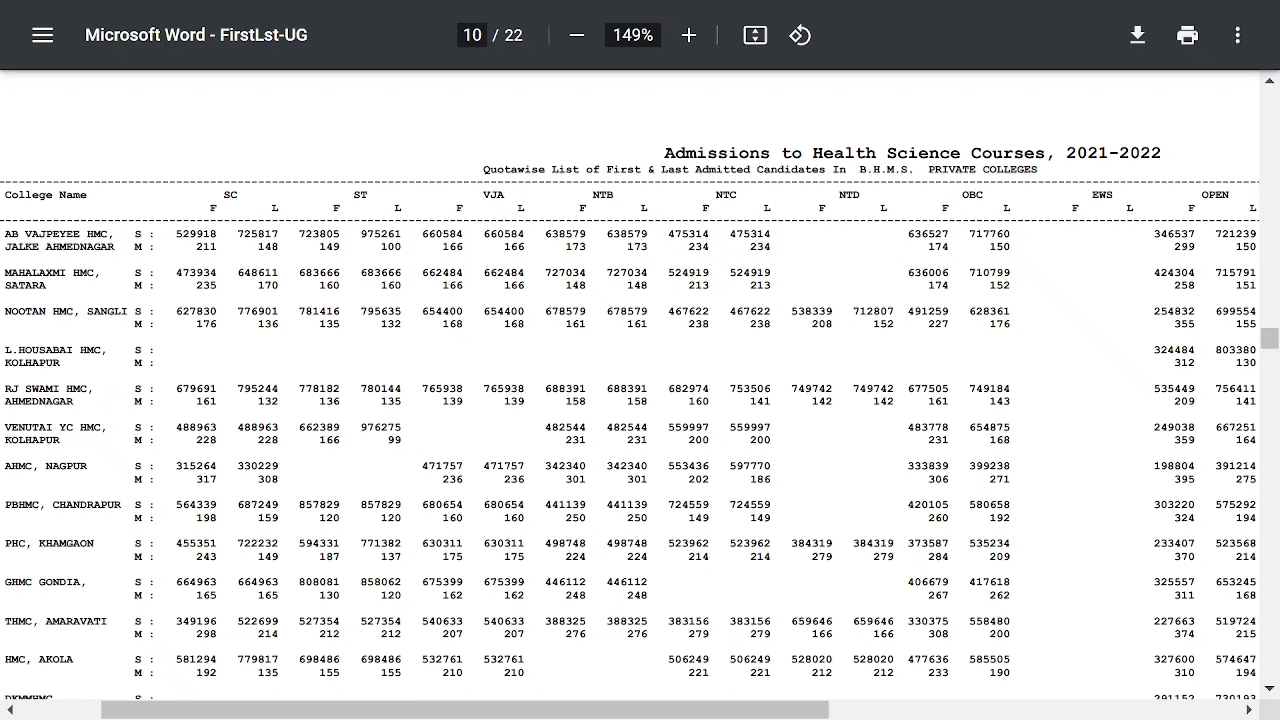 Microsoft Word - FirstLst-UG 10 / 22 149%
Admissions to Health Science Courses, 2021-2022
Quotawise List of First & Last Admitted Candidates In B.H.M.S. PRIVATE COLLEGES
College Name SC ST VJA NTB NTC NTD OBC EWS OPEN
F L F L F L F L F L F L F L F L F L
AB VAJPEYEE HMC, S : 529918 725817 723805 975261 660584 660584 638579 638579 475314 475314 636527 717760 346537 721239
JALKE AHMEDNAGAR M : 211 148 149 100 166 166 173 173 234 234 174 150 299 150
MAHALAXMI HMC, S : 473934 648611 683666 683666 662484 662484 727034 727034 524919 524919 636006 710799 424304 715791
SATARA M : 235 170 160 160 166 166 148 148 213 213 174 152 258 151
NOOTAN HMC, SANGLI S : 627830 776901 781416 795635 654400 654400 678579 678579 467622 467622 538339 712807 491259 628361 254832 699554
M : 176 136 135 132 168 168 161 161 238 238 208 152 227 176 355 155
L.HOUSABAI HMC, S : 324484 803380
KOLHAPUR M : 312 130
RJ SWAMI HMC, S : 679691 795244 778182 780144 765938 765938 688391 688391 682974 753506 749742 749742 677505 749184 535449 756411
AHMEDNAGAR M : 161 132 136 135 139 139 158 158 160 141 142 142 161 143 209 141
VENUTAI YC HMC, S : 488963 488963 662389 976275 482544 482544 559997 559997 483778 654875 249038 667251
KOLHAPUR M : 228 228 166 99 231 231 200 200 231 168 359 164
AHMC, NAGPUR S : 315264 330229 471757 471757 342340 342340 553436 597770 333839 399238 198804 391214
M : 317 308 236 236 301 301 202 186 306 271 395 275
PBHMC, CHANDRAPUR S : 564339 687249 857829 857829 680654 680654 441139 441139 724559 724559 420105 580658 303220 575292
M : 198 159 120 120 160 160 250 250 149 149 260 192 324 194
PHC, KHAMGAON S : 455351 722232 594331 771382 630311 630311 498748 498748 523962 523962 384319 384319 373587 535234 233407 523568
M : 243 149 187 137 175 175 224 224 214 214 279 279 284 209 370 214
GHMC GONDIA, S : 664963 664963 808081 858062 675399 675399 446112 446112 406679 417618 325557 653245
M : 165 165 130 120 162 162 248 248 267 262 311 168
THMC, AMARAVATI S : 349196 522699 527354 527354 540633 540633 388325 388325 383156 383156 659646 659646 330375 558480 227663 519724
M : 298 214 212 212 207 207 276 276 279 279 166 166 308 200 374 215
HMC, AKOLA S : 581294 779817 698486 698486 532761 532761 506249 506249 528020 528020 477636 585505 327600 574647
M : 192 135 155 155 210 210 221 221 212 212 233 190 310 194
DKMMHMC, S : 291152 730193